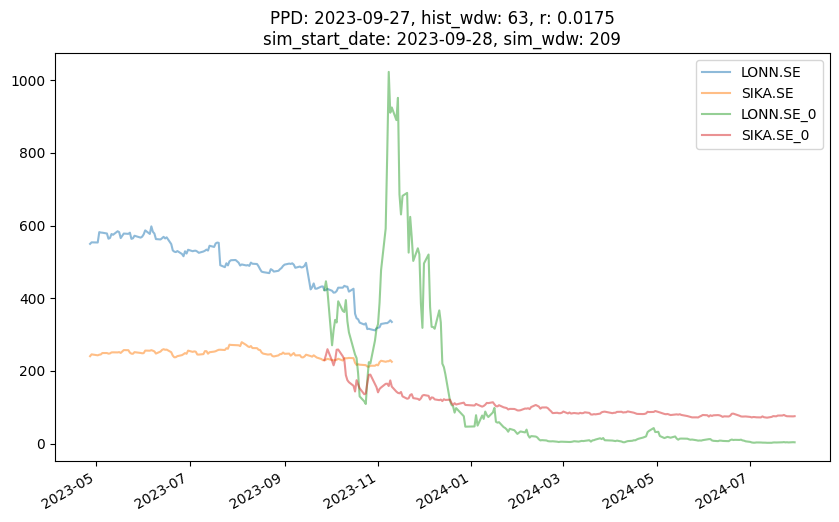 PPD: 2023-09-27, hist_wdw: 63, r: 0.0175
sim_start_date: 2023-09-28, sim_wdw: 209
LONN.SE
SIKA.SE
LONN.SE_0
SIKA.SE_0
1000
800
600
400
200
0
2023-05
2023-07
2023-09
2023-11
2024-01
2024-03
2024-05
2024-07